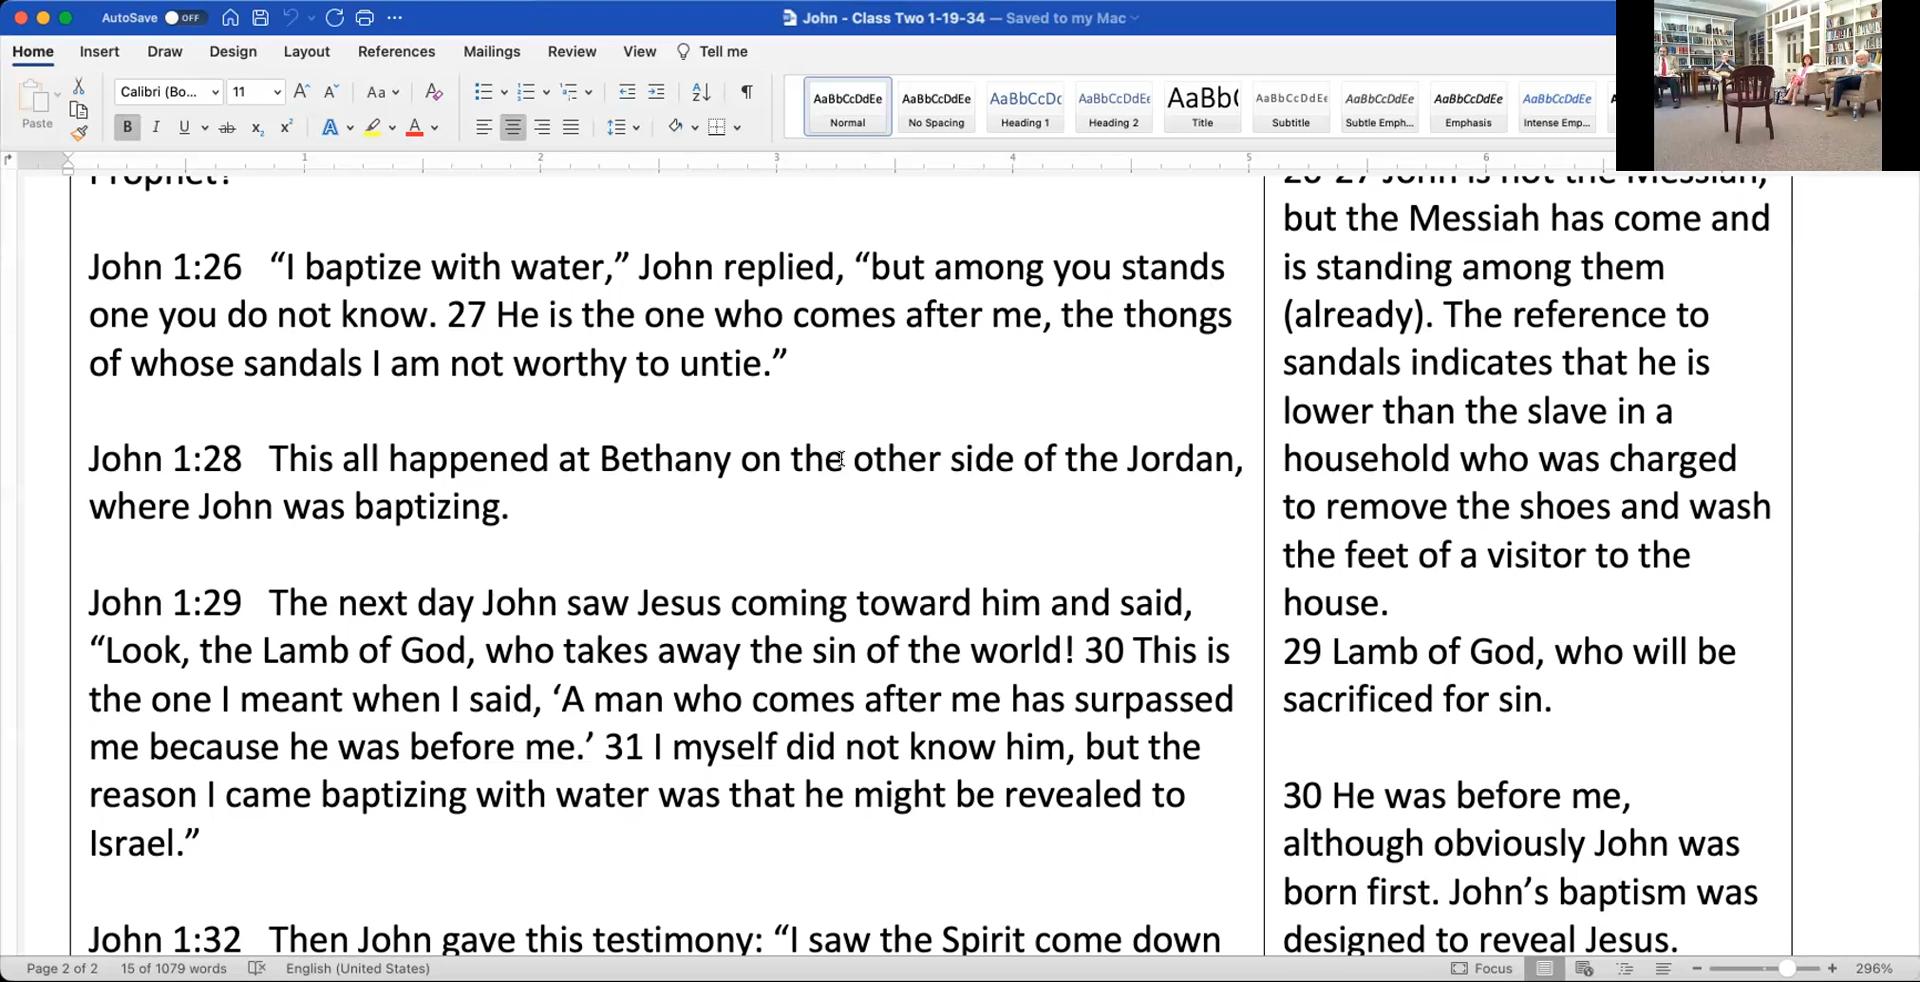 AutoSave OFF
John - Class Two 1-19-34 — Saved to my Mac
Home Insert Draw Design Layout References Mailings Review View Tell me
Paste
Calibri (Bo... 11
AaBbCcDdEe AaBbCcDdEe AaBbCcDc AaBbCcDdEe AaBb( AaBbCcDdEe AaBbCcDdEe AaBbCcDdEe AaBbCcDdEe
Normal No Spacing Heading 1 Heading 2 Title Subtitle Subtle Emph... Emphasis Intense Emp...
1 2 3 4 5 6
Prophet?
John 1:26 “I baptize with water,” John replied, “but among you stands
one you do not know. 27 He is the one who comes after me, the thongs
of whose sandals I am not worthy to untie.”
John 1:28 This all happened at Bethany on the other side of the Jordan,
where John was baptizing.
John 1:29 The next day John saw Jesus coming toward him and said,
“Look, the Lamb of God, who takes away the sin of the world! 30 This is
the one I meant when I said, ‘A man who comes after me has surpassed
me because he was before me.’ 31 I myself did not know him, but the
reason I came baptizing with water was that he might be revealed to
Israel.”
John 1:32 Then John gave this testimony: “I saw the Spirit come down
26-27 John is not the Messiah,
but the Messiah has come and
is standing among them
(already). The reference to
sandals indicates that he is
lower than the slave in a
household who was charged
to remove the shoes and wash
the feet of a visitor to the
house.
29 Lamb of God, who will be
sacrificed for sin.
30 He was before me,
although obviously John was
born first. John’s baptism was
designed to reveal Jesus.
Page 2 of 2 15 of 1079 words English (United States) Focus 296%